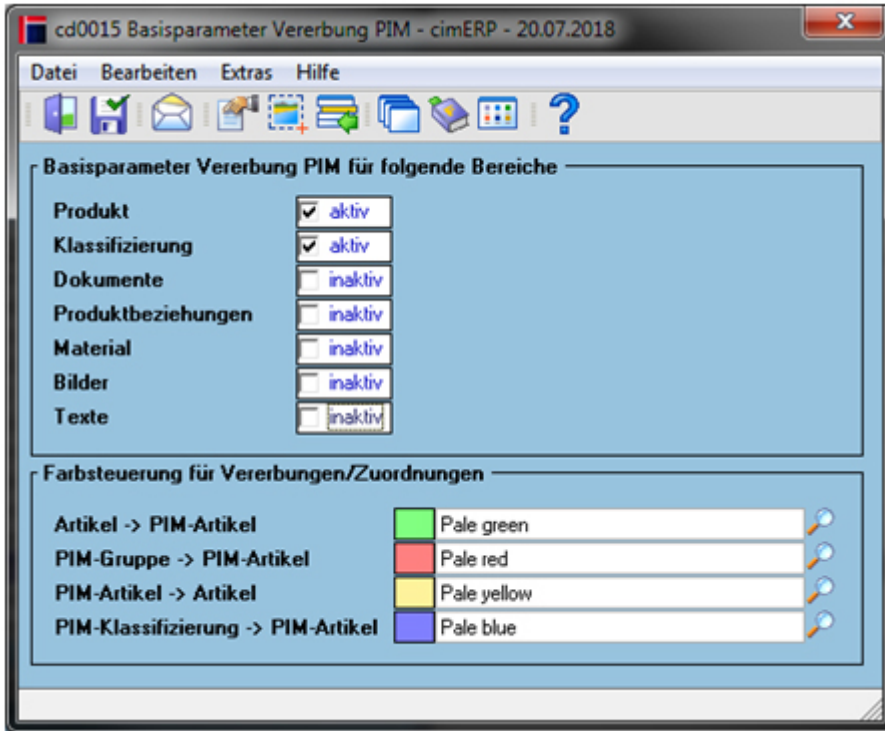 cd0015 Basisparameter Vererbung PIM - cimERP - 20.07.2018
Datei Bearbeiten Extras Hilfe
Basisparameter Vererbung PIM für folgende Bereiche
Produkt aktiv
Klassifizierung aktiv
Dokumente inaktiv
Produktbeziehungen inaktiv
Material inaktiv
Bilder inaktiv
Texte inaktiv
Farbsteuerung für Vererbungen/Zuordnungen
Artikel -> PIM-Artikel Pale green
PIM-Gruppe -> PIM-Artikel Pale red
PIM-Artikel -> Artikel Pale yellow
PIM-Klassifizierung -> PIM-Artikel Pale blue